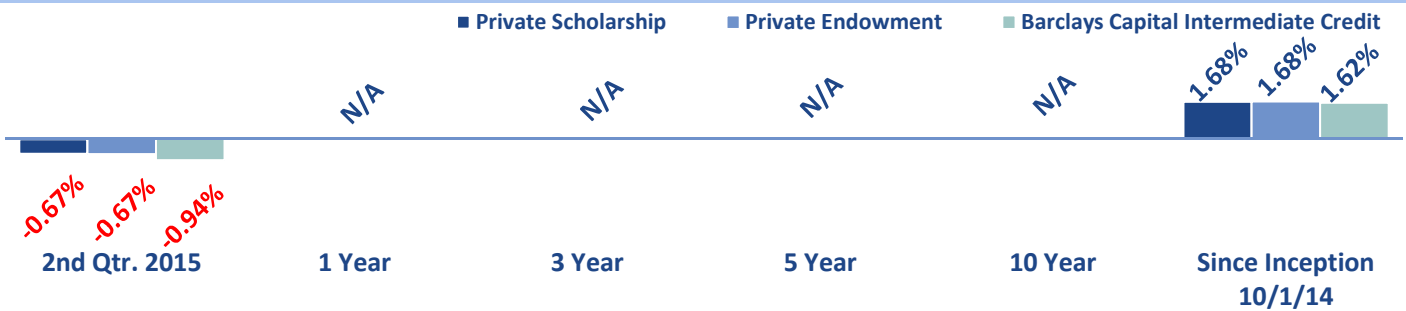 Private Scholarship Private Endowment Barclays Capital Intermediate Credit
N/A N/A N/A N/A 1.68% 1.68% 1.62%
-0.67% -0.67% -0.94%
2nd Qtr. 2015 1 Year 3 Year 5 Year 10 Year Since Inception
10/1/14